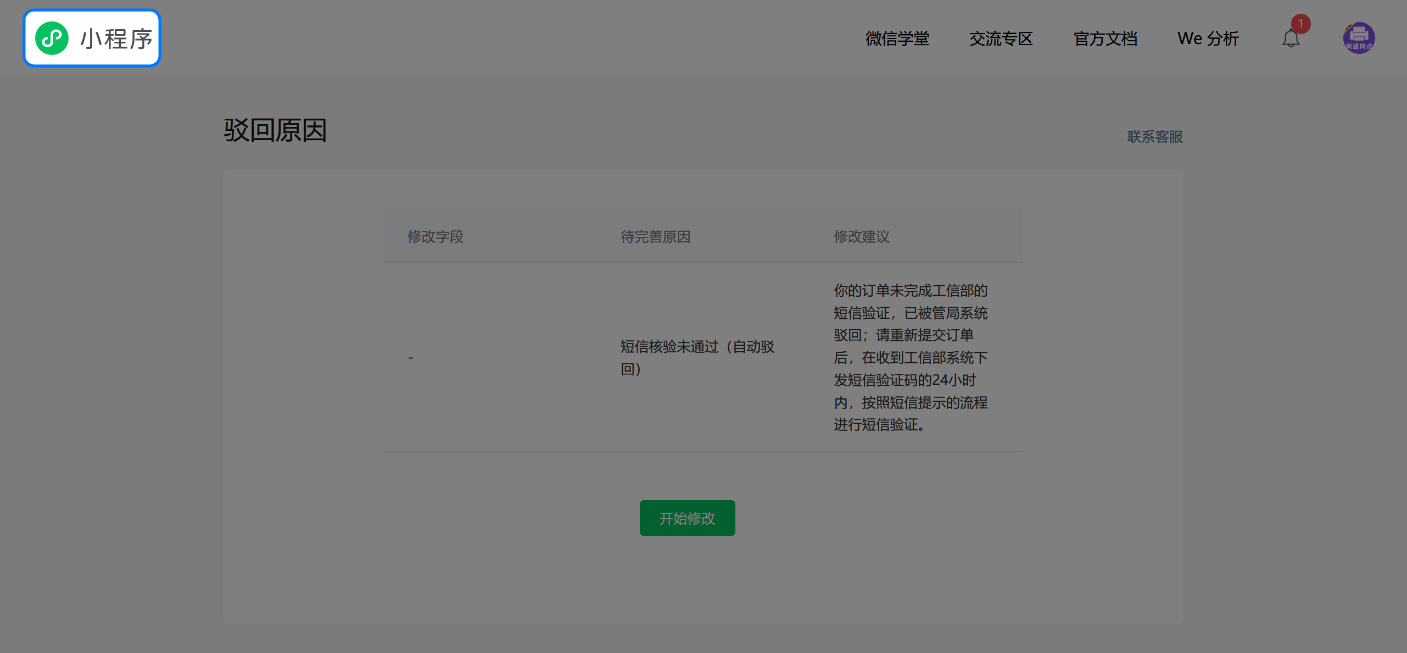 小程序
微信学堂
交流专区
官方文档
We 分析
1
驳回原因
联系客服
修改字段
待完善原因
修改建议
-
短信核验未通过（自动驳
回）
你的订单未完成工信部的
短信验证，已被管局系统
驳回；请重新提交订单
后，在收到工信部系统下
发短信验证码的24小时
内，按照短信提示的流程
进行短信验证。
开始修改